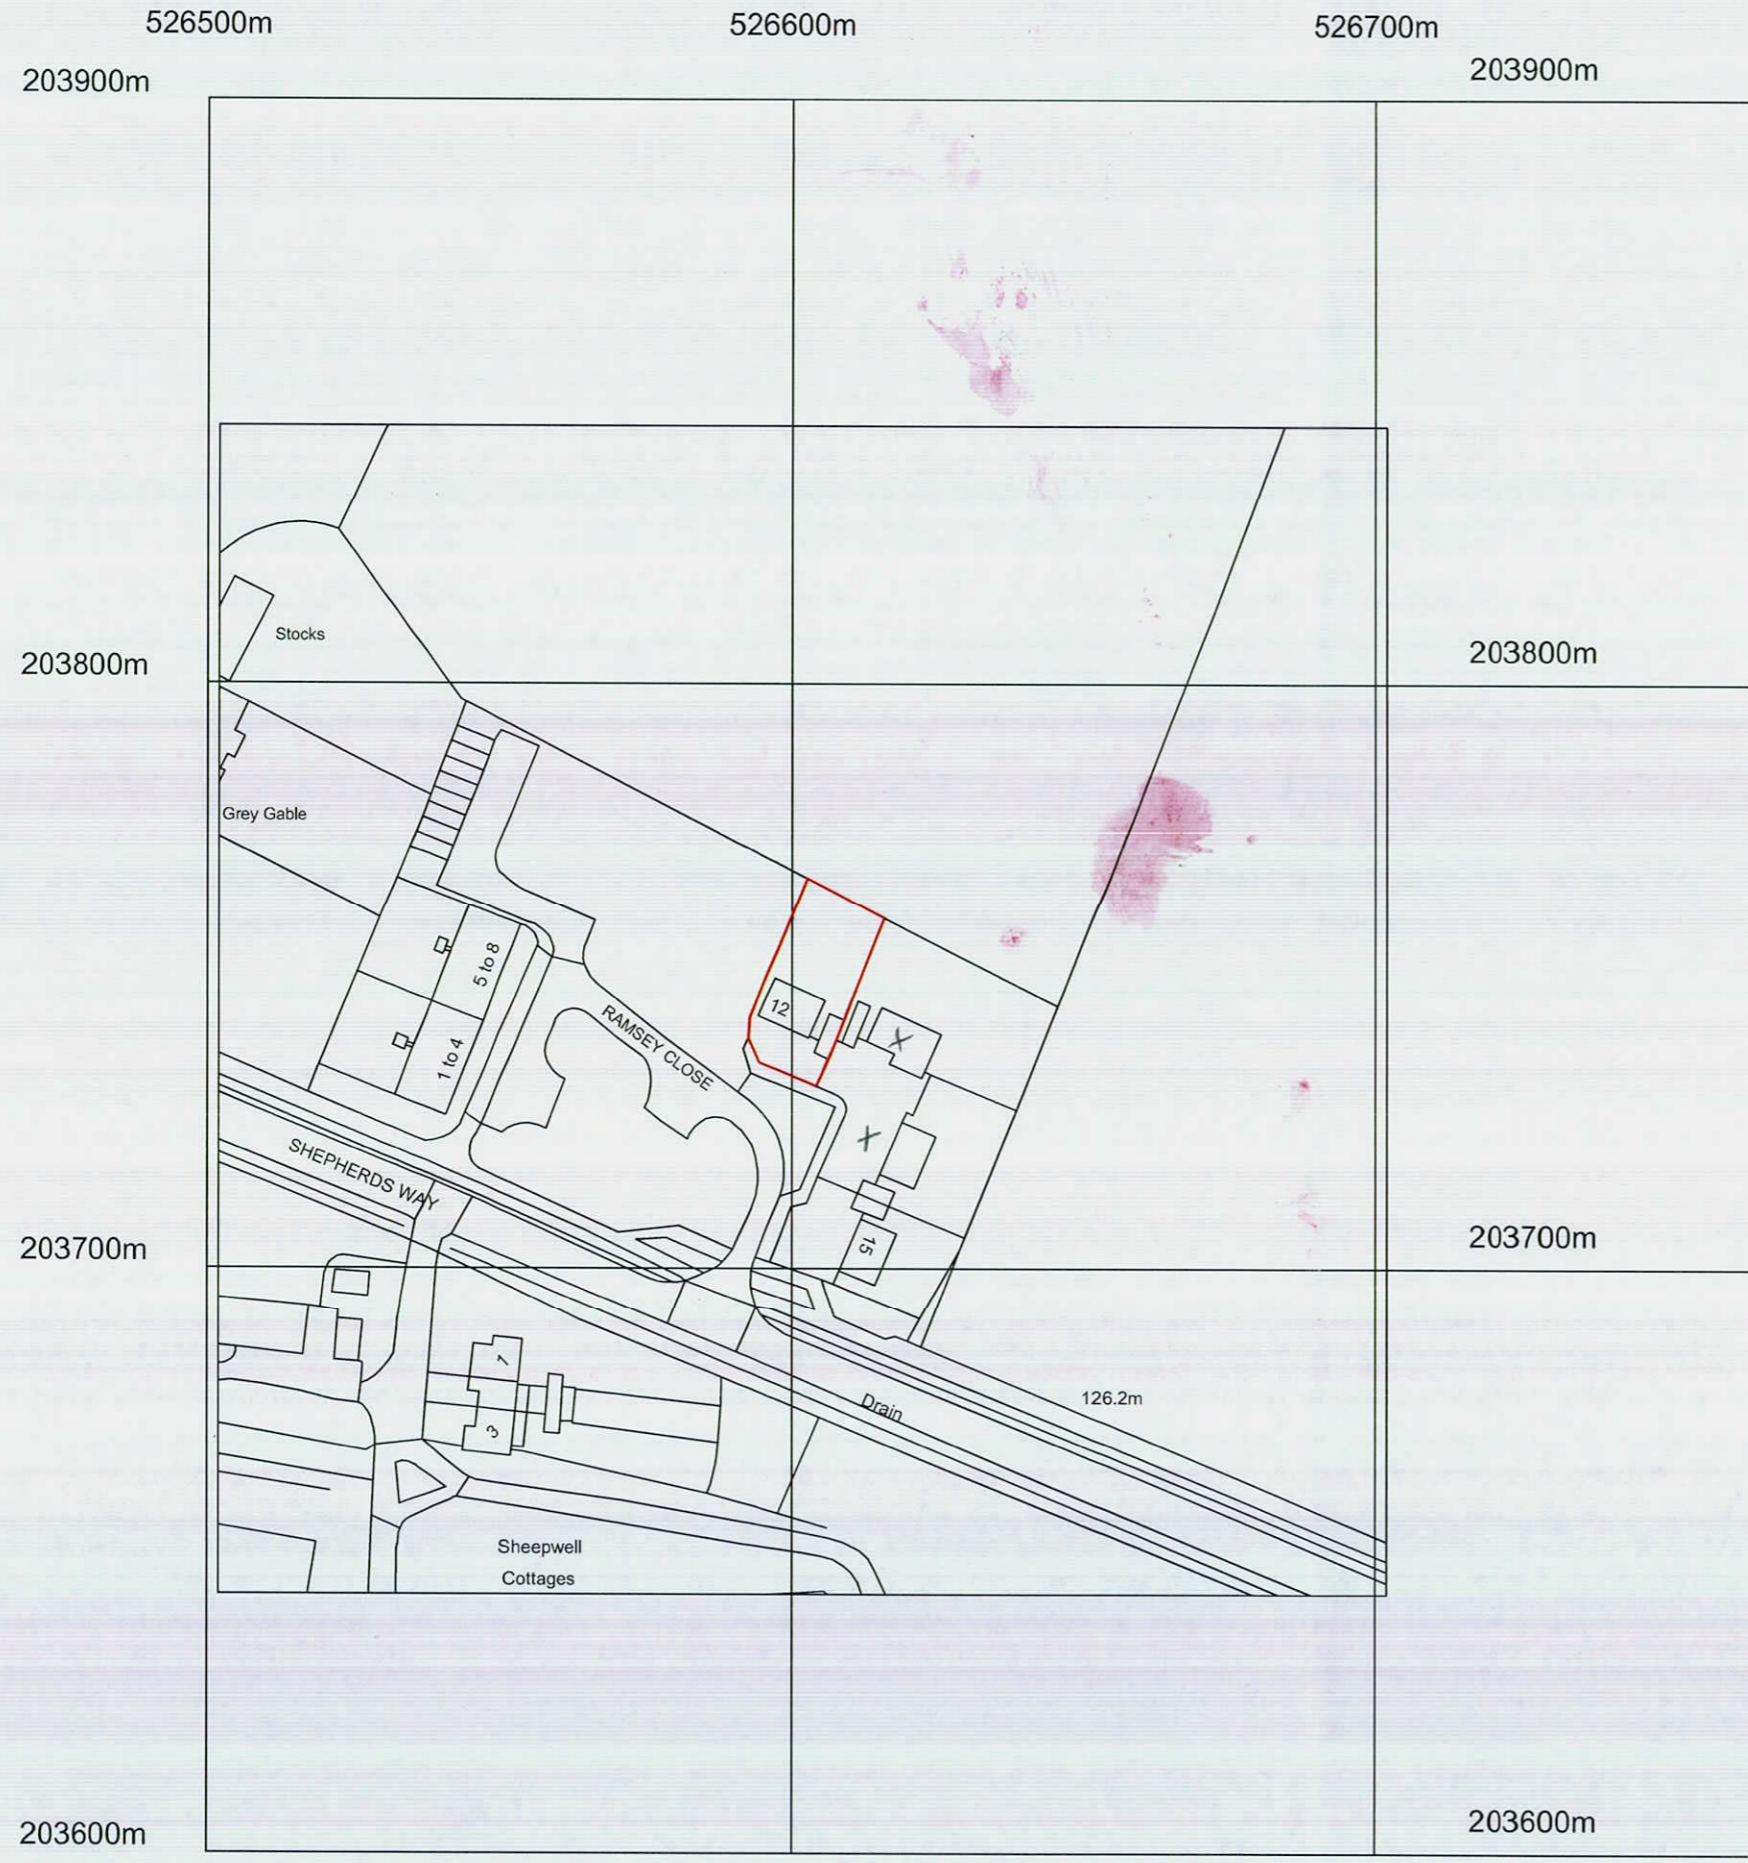 526500m
526600m
526700m
203900m
203900m
Stocks
203800m
203800m
Grey Gable
5 to 8
12
RAMSEY CLOSE
X
1 to 4
X
SHEPHERDS WAY
203700m
203700m
15
1
3
Drain
126.2m
Sheepwell
Cottages
203600m
203600m